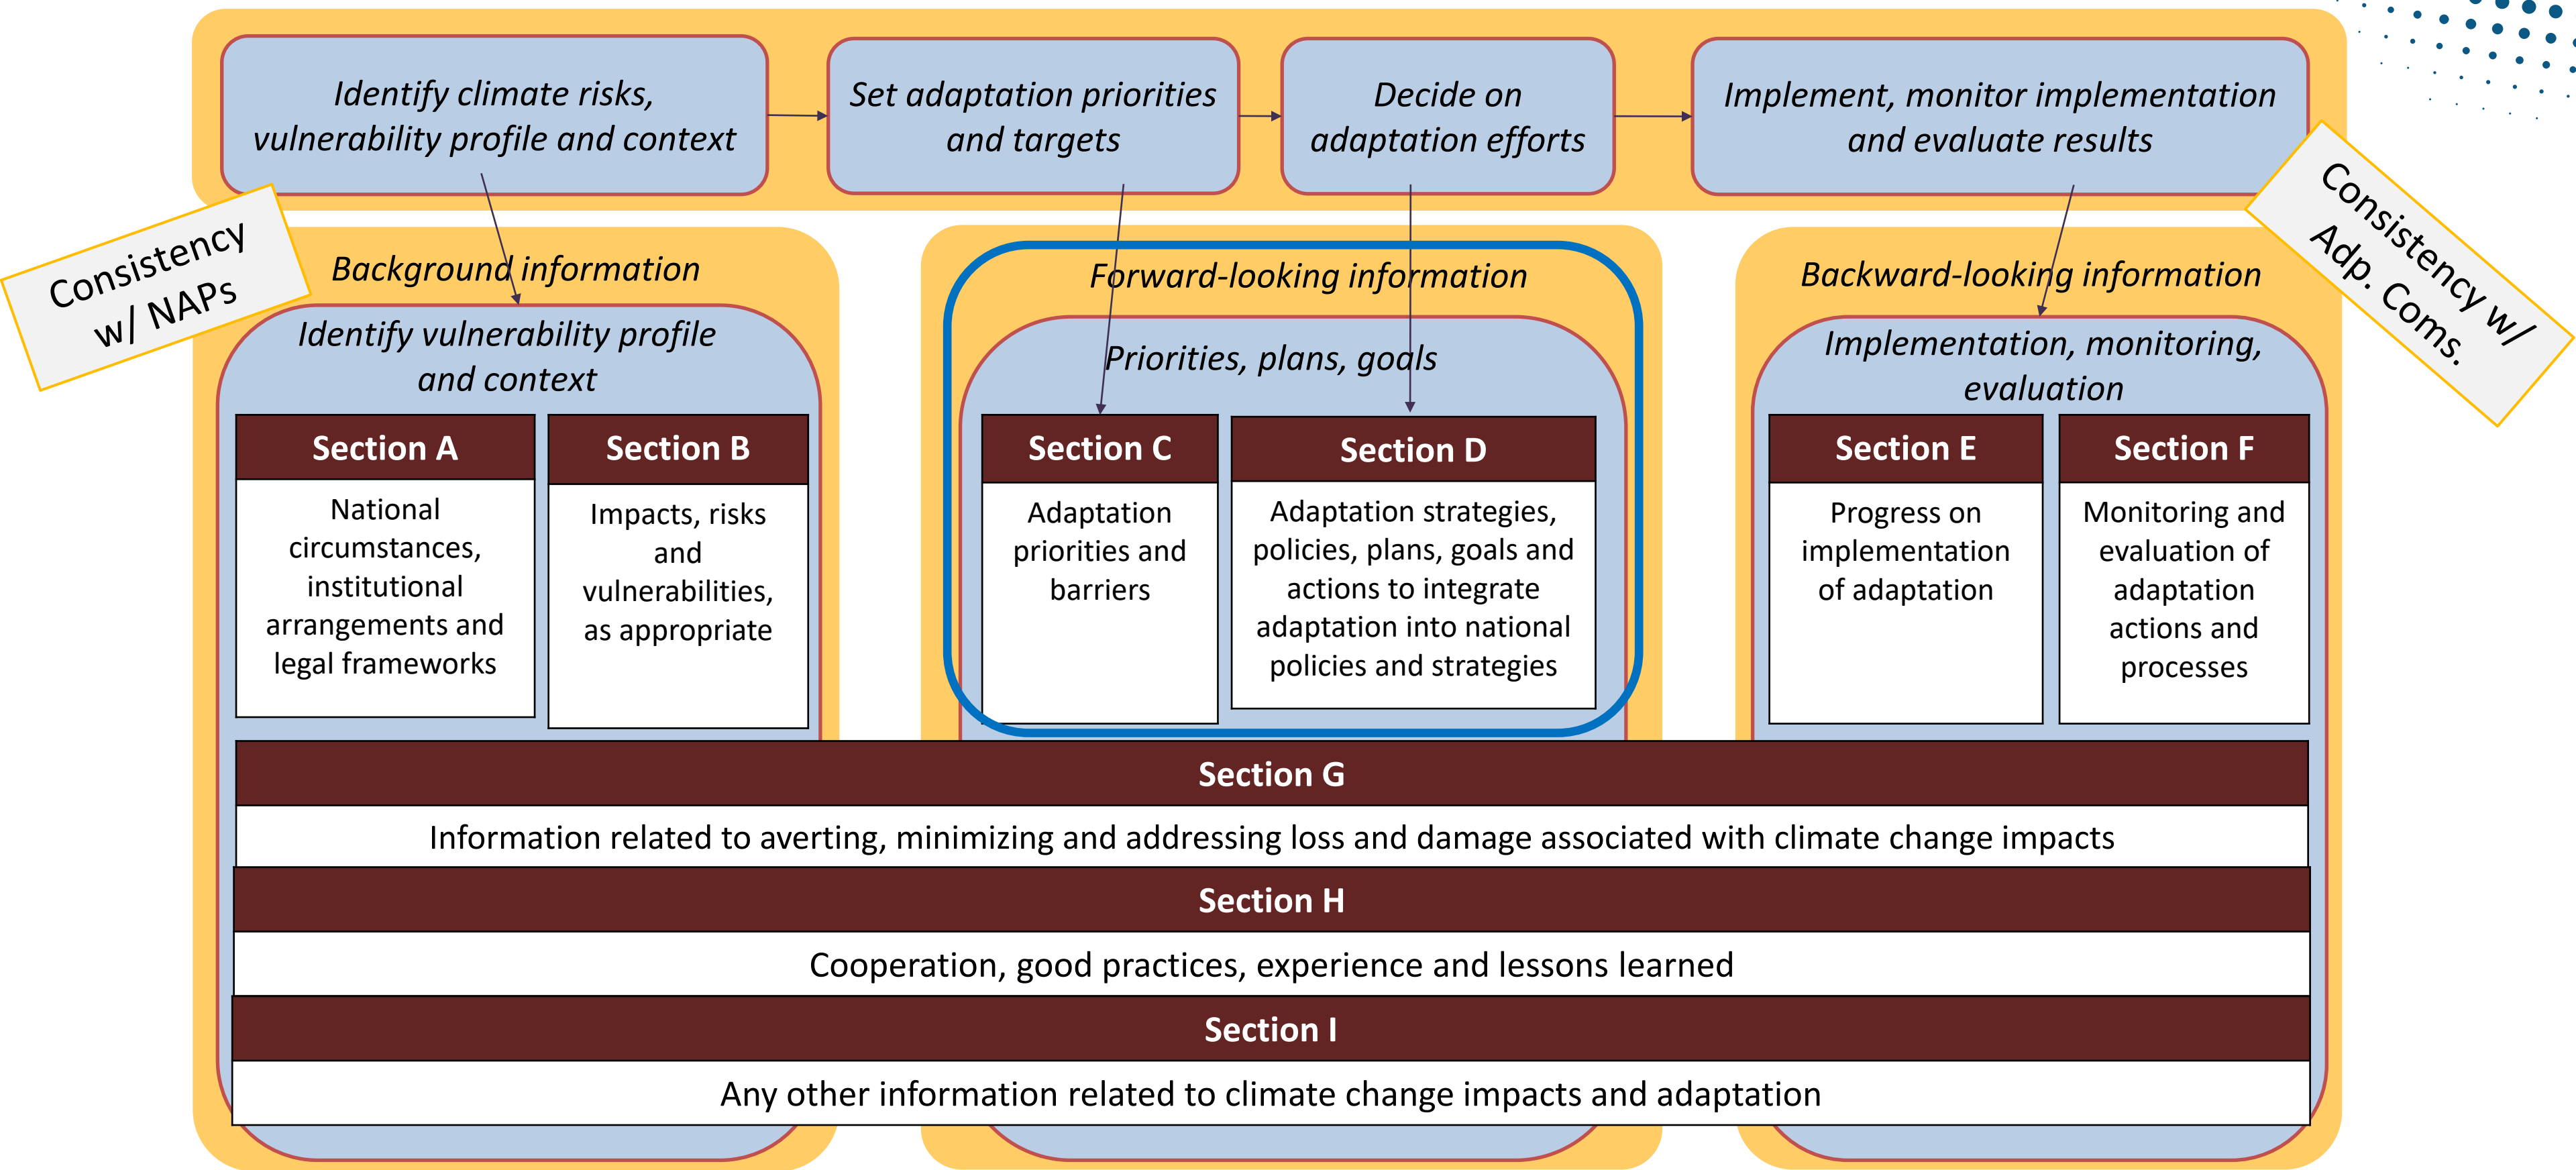 Identify climate risks,
vulnerability profile and context
Set adaptation priorities
and targets
Decide on
adaptation efforts
Implement, monitor implementation
and evaluate results
Consistency
w/ NAPs
Consistency w/
Adp. Coms.
Background information
Identify vulnerability profile
and context
Section A
National
circumstances,
institutional
arrangements and
legal frameworks
Section B
Impacts, risks
and
vulnerabilities,
as appropriate
Forward-looking information
Priorities, plans, goals
Section C
Adaptation
priorities and
barriers
Section D
Adaptation strategies,
policies, plans, goals and
actions to integrate
adaptation into national
policies and strategies
Backward-looking information
Implementation, monitoring,
evaluation
Section E
Progress on
implementation
of adaptation
Section F
Monitoring and
evaluation of
adaptation
actions and
processes
Section G
Information related to averting, minimizing and addressing loss and damage associated with climate change impacts
Section H
Cooperation, good practices, experience and lessons learned
Section I
Any other information related to climate change impacts and adaptation